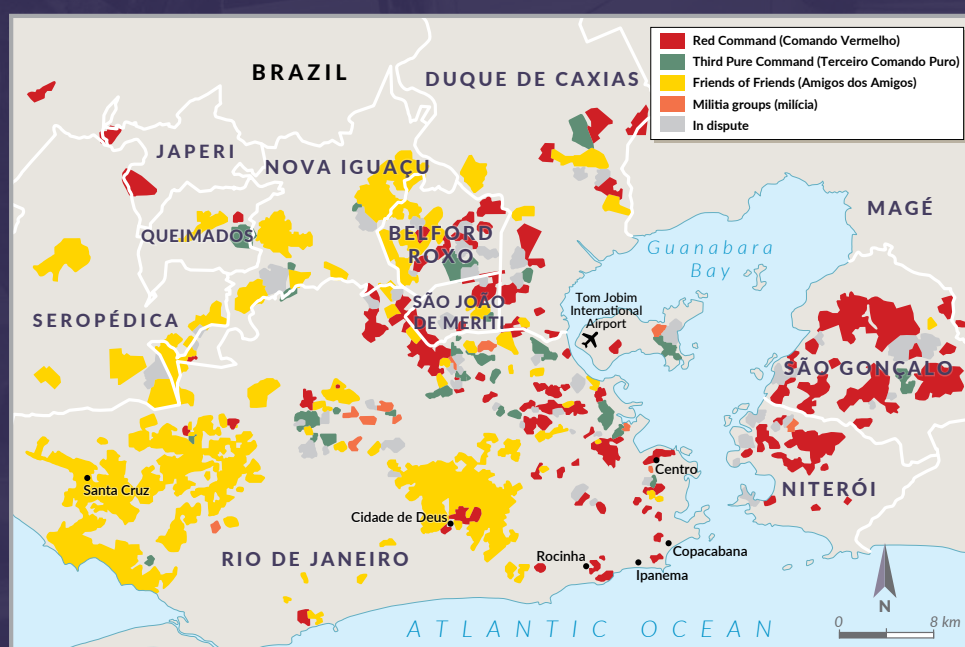 Red Command (Comando Vermelho)
Third Pure Command (Terceiro Comando Puro)
Friends of Friends (Amigos dos Amigos)
Militia groups (milícia)
In dispute
BRAZIL
DUQUE DE CAXIAS
JAPERI
NOVA IGUAÇU
MAGÉ
QUEIMADOS
BELFORD
ROXO
Guanabara
Bay
SÃO JOÃO
DE MERITI
Tom Jobim
International
Airport
SEROPÉDICA
SÃO GONÇALO
Santa Cruz
Centro
NITERÓI
Cidade de Deus
RIO DE JANEIRO
Rocinha
Copacabana
Ipanema
N
0 8 km
ATLANTIC OCEAN